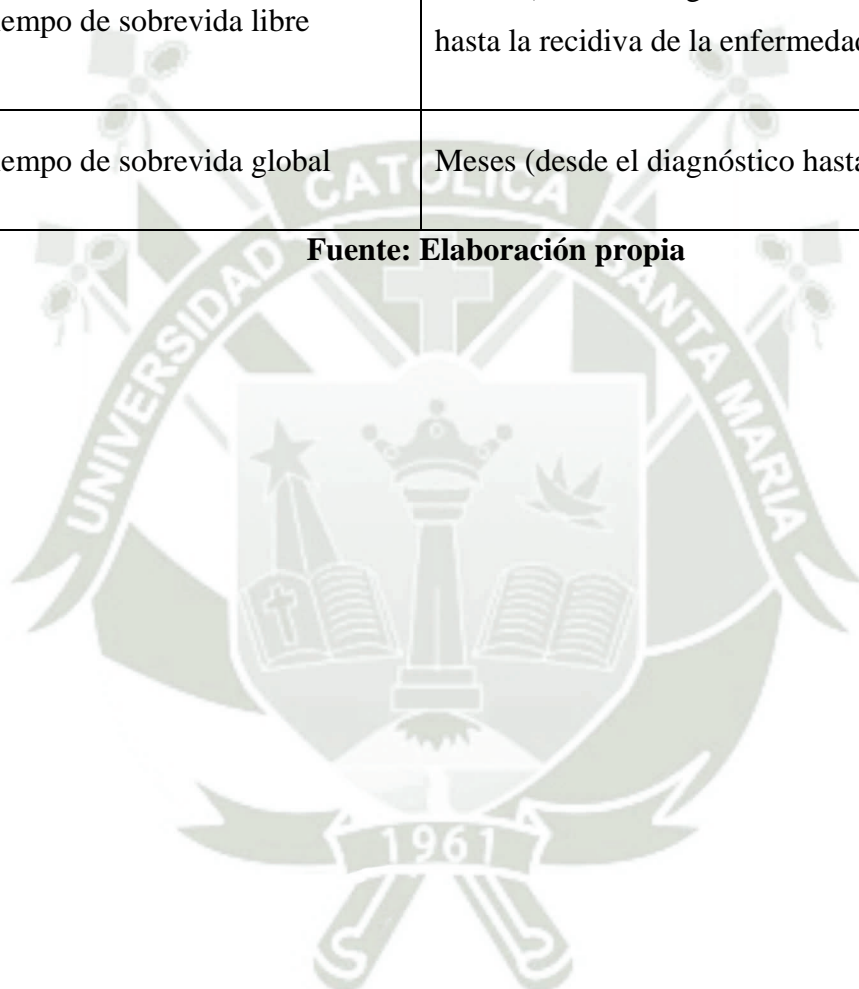 empo de sobrevida libre
hasta la recidiva de la enfermeda
empo de sobrevida global
Meses (desde el diagnóstico hasta
Fuente: Elaboración propia
UNIVERSIDAD CATOLICA SANTA MARIA
1961